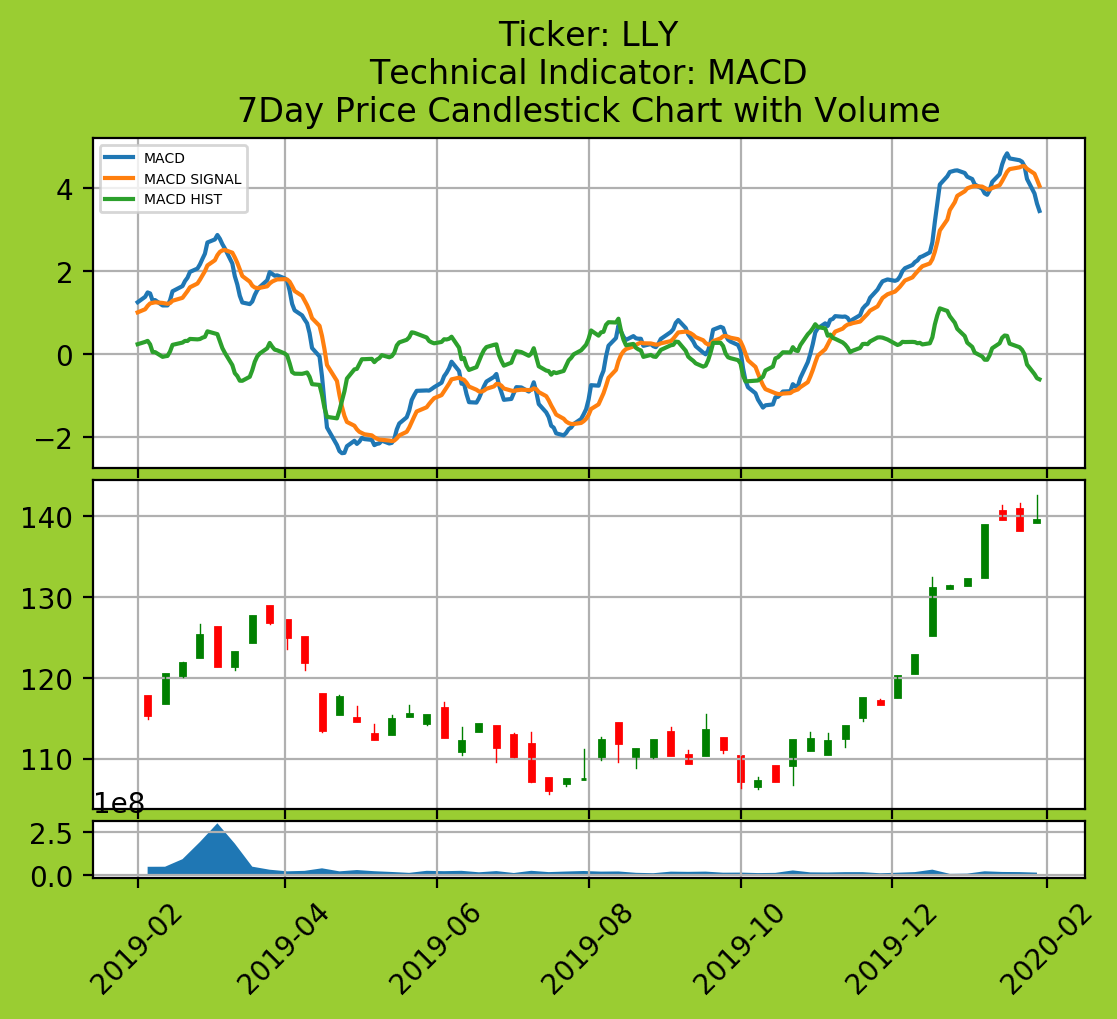 Ticker: LLY
Technical Indicator: MACD
7Day Price Candlestick Chart with Volume
MACD
MACD SIGNAL
MACD HIST
4
2
0
−2
140
130
120
110
1e8
2.5
0.0
2019-02
2019-04
2019-06
2019-08
2019-10
2019-12
2020-02